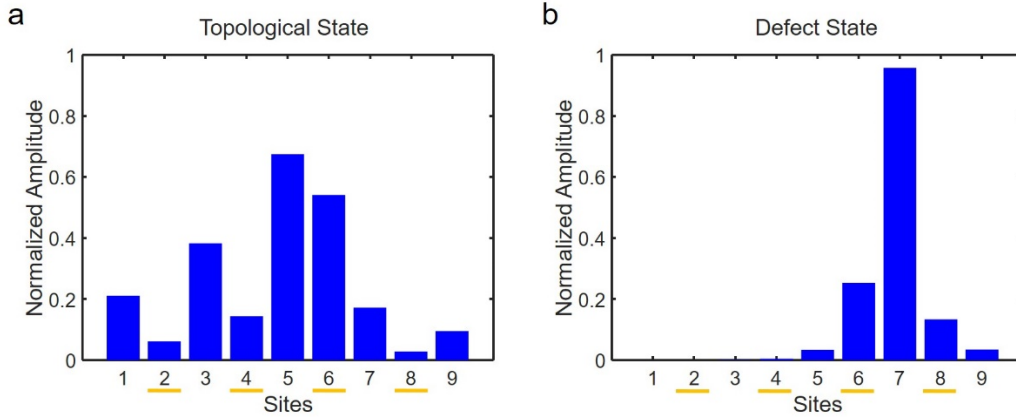 a
Topological State
Normalized Amplitude
1
0.8
0.6
0.4
0.2
0
1 2 3 4 5 6 7 8 9
Sites
b
Defect State
Normalized Amplitude
1
0.8
0.6
0.4
0.2
0
1 2 3 4 5 6 7 8 9
Sites